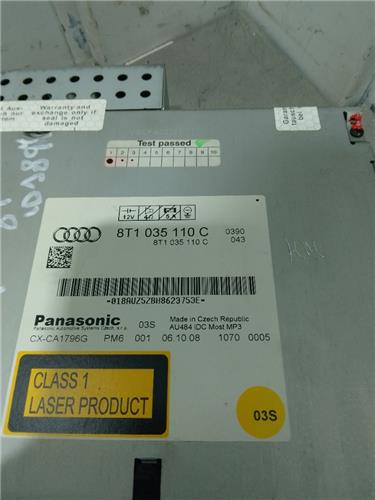 Warranty and
exchange only if
seal is not
damaged
Test passed
1 2 3 4 5 6 7 8 9 10
12V 4Ω 5A
8T1 035 110 C 0390
8T1 035 110 C 043
-018AUZ5Z8H8623753E-
Panasonic 03S Made in Czech Republic
Panasonic Automotive Systems Czech, s.r.o. AU484 IDC Most MP3
CX-CA1796G PM6 001 06.10.08 1070 0005
CLASS 1
LASER PRODUCT
03S